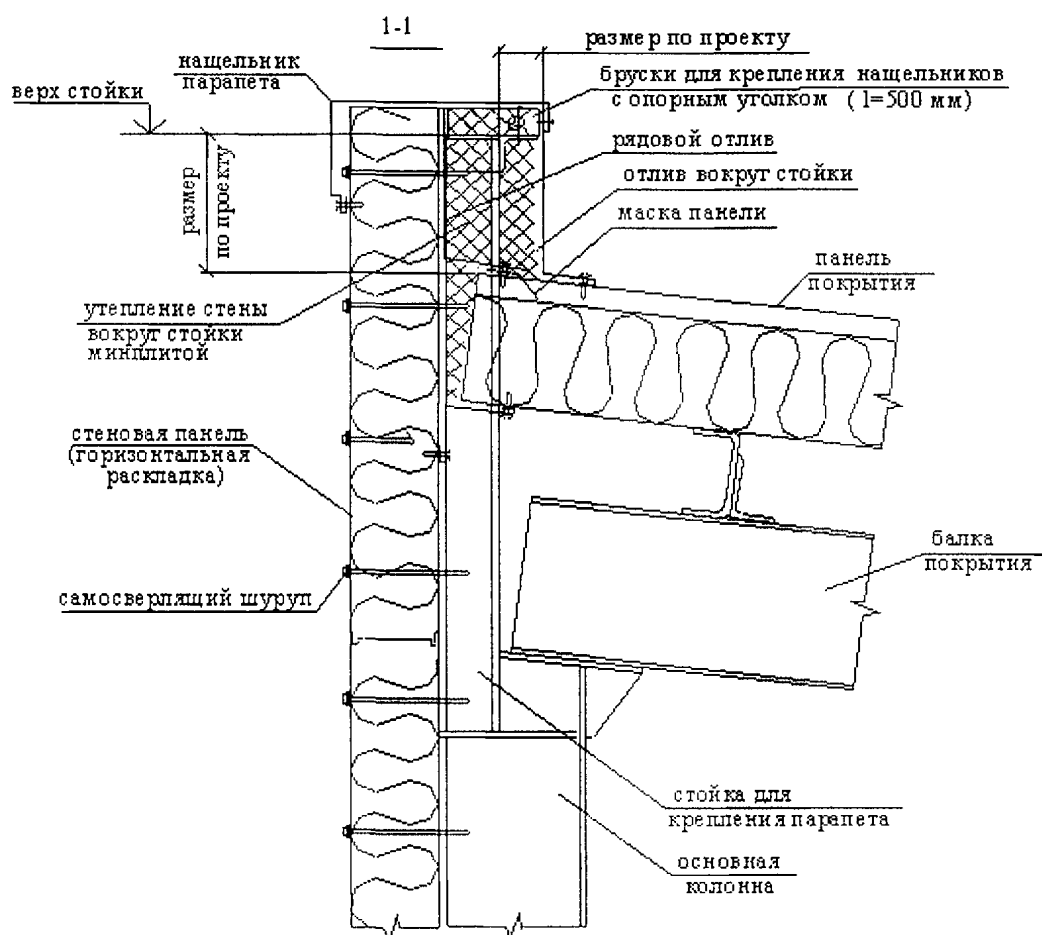 1-1
размер по проекту
нащельник
парапета
бруски для крепления нащельников
с опорным уголком ( l=500 мм)
верх стойки
рядовой отлив
отлив вокруг стойки
маска панели
размер
по проекту
панель
покрытия
утепление стены
вокруг стойки
минплитой
стеновая панель
(горизонтальная
раскладка)
балка
покрытия
самосверлящий шуруп
стойка для
крепления парапета
основная
колонна